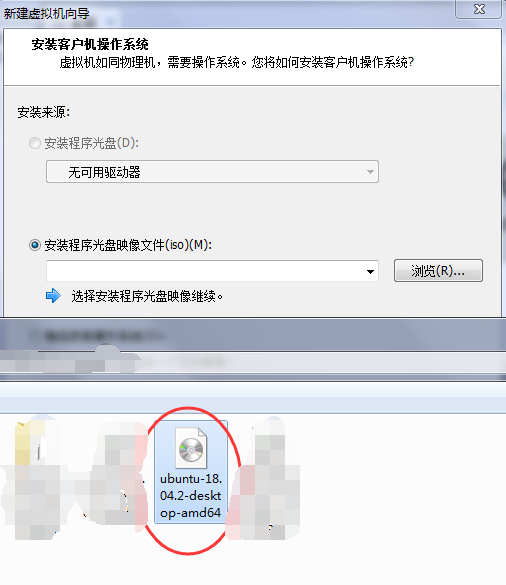 新建虚拟机向导
安装客户机操作系统
虚拟机如同物理机，需要操作系统。您将如何安装客户机操作系统?
安装来源:
安装程序光盘(D):
无可用驱动器
安装程序光盘映像文件(iso)(M):
浏览(R)...
选择安装程序光盘映像继续。
ubuntu-18.
04.2-deskt
op-amd64